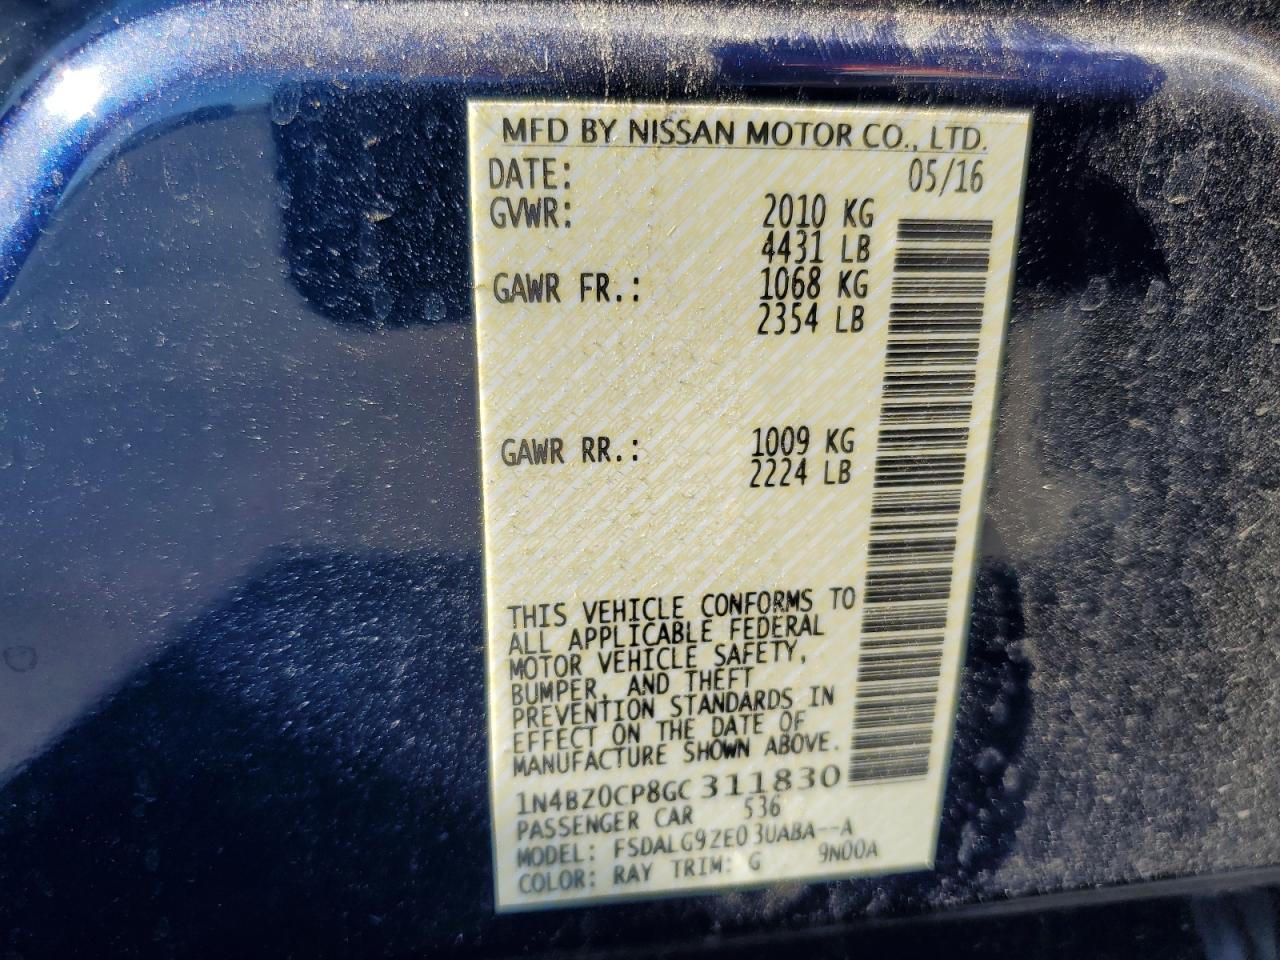 MFD BY NISSAN MOTOR CO., LTD.
DATE: 05/16
GVWR: 2010 KG
4431 LB
GAWR FR.: 1068 KG
2354 LB
GAWR RR.: 1009 KG
2224 LB
THIS VEHICLE CONFORMS TO
ALL APPLICABLE FEDERAL
MOTOR VEHICLE SAFETY,
BUMPER, AND THEFT
PREVENTION STANDARDS IN
EFFECT ON THE DATE OF
MANUFACTURE SHOWN ABOVE.
1N4BZ0CP8GC311830
PASSENGER CAR 536
MODEL: FSDALG9ZE03UABA--A
COLOR: RAY TRIM: G 9N00A